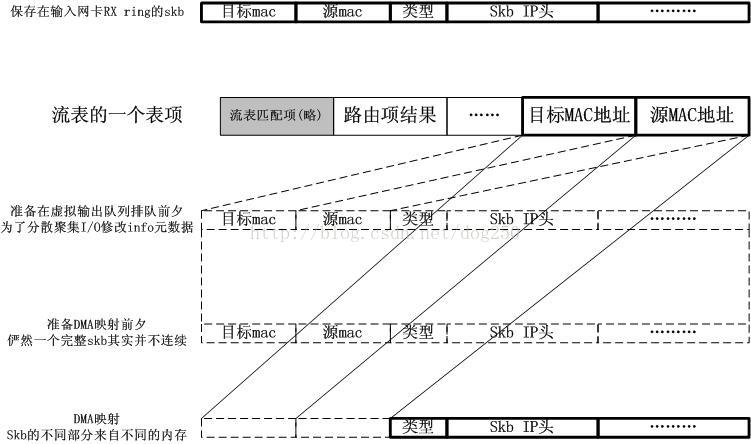 保存在输入网卡RX ring的skb 目标mac 源mac 类型 Skb IP头 ………
流表的一个表项 流表匹配项(略) 路由项结果 …… 目标MAC地址 源MAC地址
准备在虚拟输出队列排队前夕
为了分散聚集I/O修改info元数据
目标mac 源mac 类型 Skb IP头 ………
http://blog.csdn.net/dog250
准备DMA映射前夕
俨然一个完整skb其实并不连续
目标mac 源mac 类型 Skb IP头 ………
DMA映射
Skb的不同部分来自不同的内存
类型 Skb IP头 ………